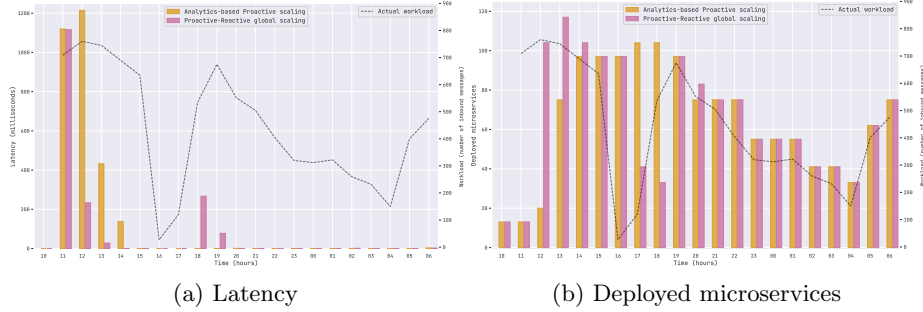 Analytics-based Proactive scaling
Proactive-Reactive global scaling
Actual workload
Latency (milliseconds)
1200
1000
800
600
400
200
0
900
800
700
600
500
400
300
200
100
0
Workload (number of inbound messages)
10 11 12 13 14 15 16 17 18 19 20 21 22 23 00 01 02 03 04 05 06
Time (hours)
(a) Latency
Analytics-based Proactive scaling
Proactive-Reactive global scaling
Actual workload
Deployed microservices
120
100
80
60
40
20
0
900
800
700
600
500
400
300
200
100
0
Workload (number of inbound messages)
10 11 12 13 14 15 16 17 18 19 20 21 22 23 00 01 02 03 04 05 06
Time (hours)
(b) Deployed microservices